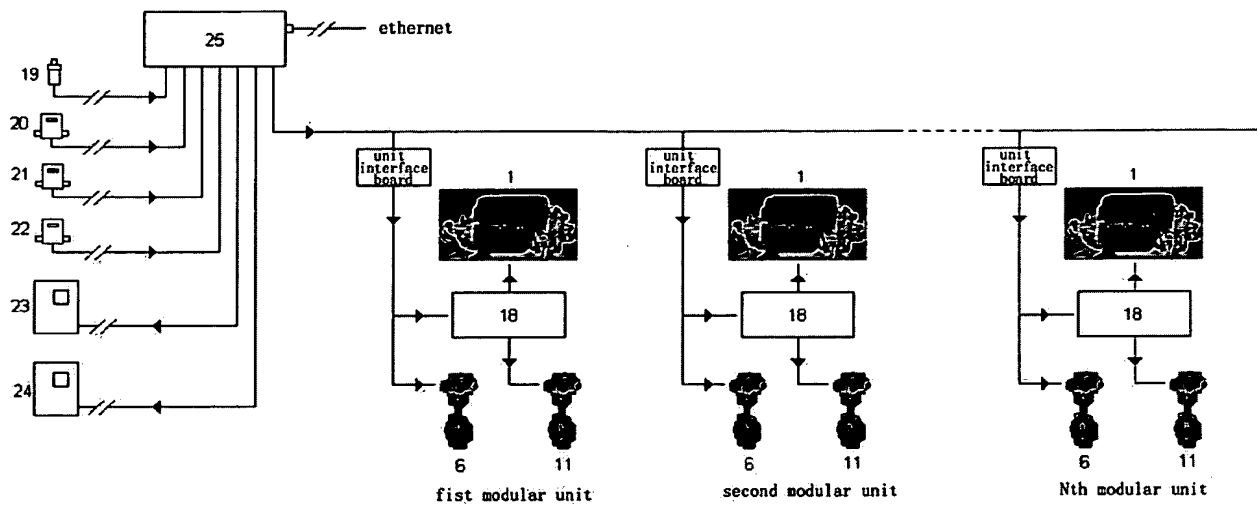 25
ethernet
19
20
21
22
23
24
unit
interface
board
1
18
6
11
fist modular unit
unit
interface
board
1
18
6
11
second modular unit
unit
interface
board
1
18
6
11
Nth modular unit